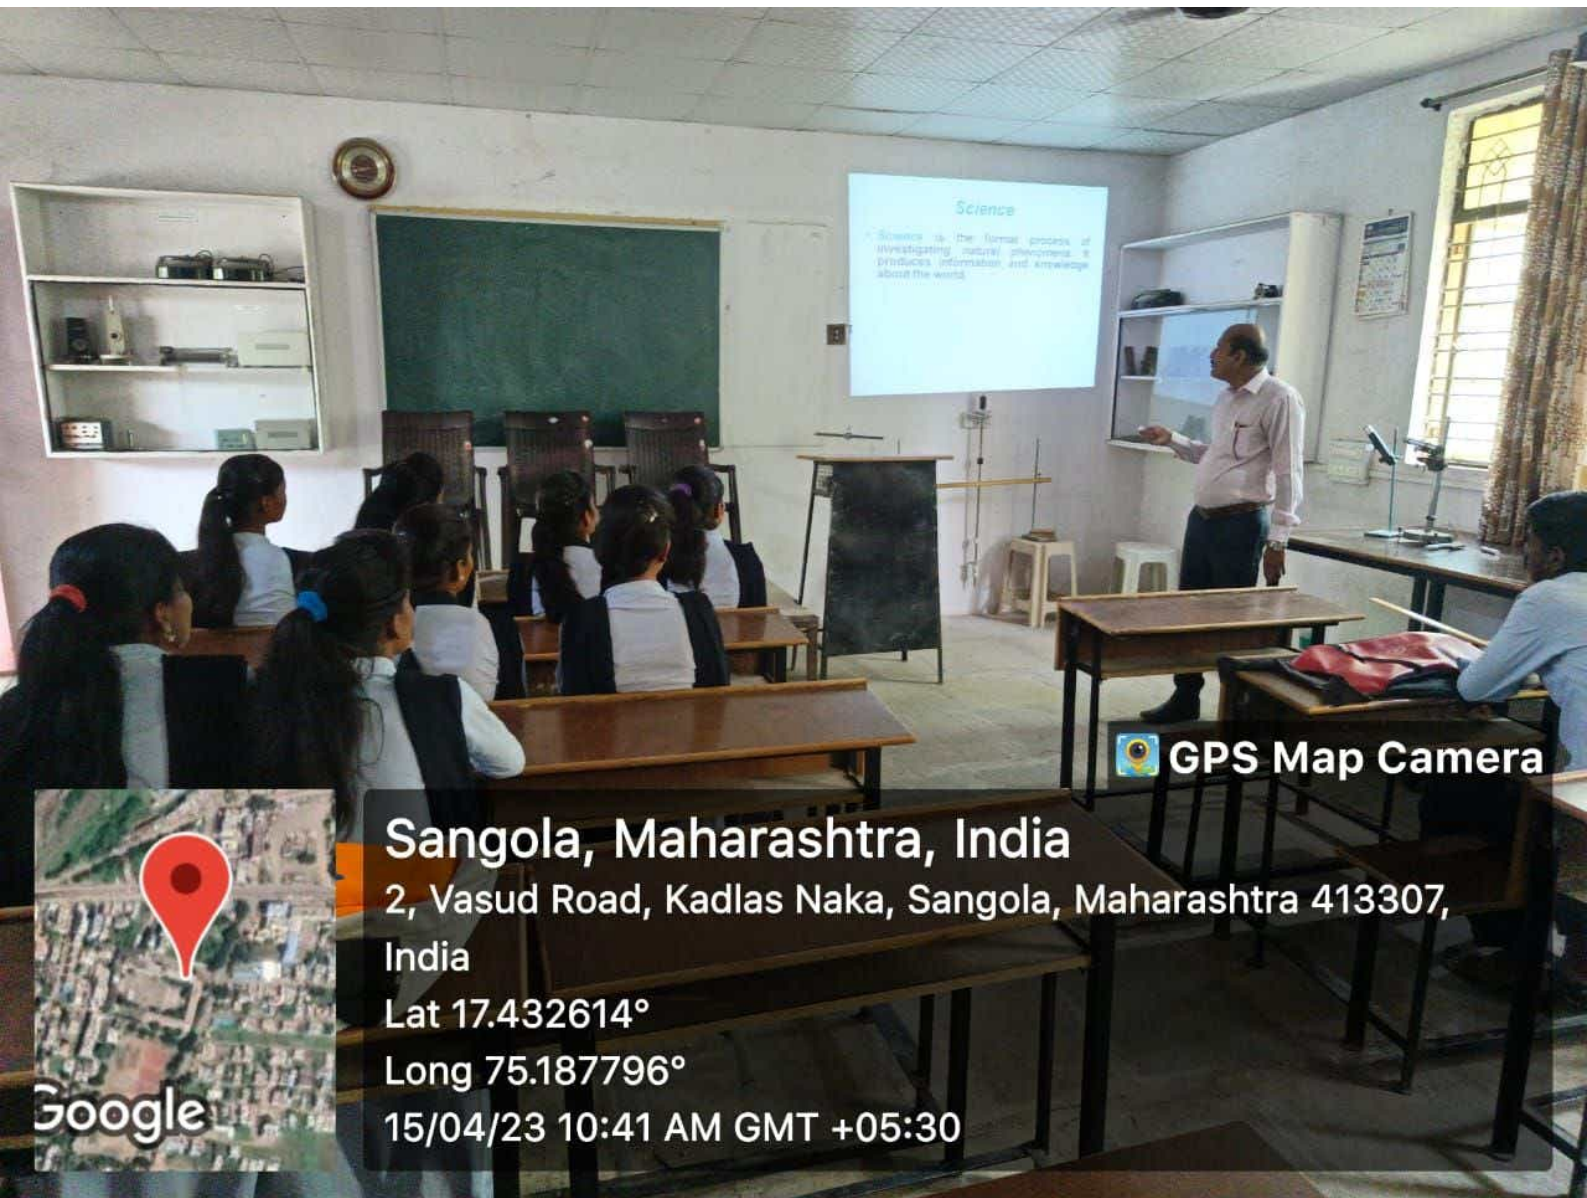 Science
Science is the formal process of
investigating natural phenomena. It
produces information and knowledge
about the world.
GPS Map Camera
Sangola, Maharashtra, India
2, Vasud Road, Kadlas Naka, Sangola, Maharashtra 413307,
India
Lat 17.432614°
Long 75.187796°
15/04/23 10:41 AM GMT +05:30
Google